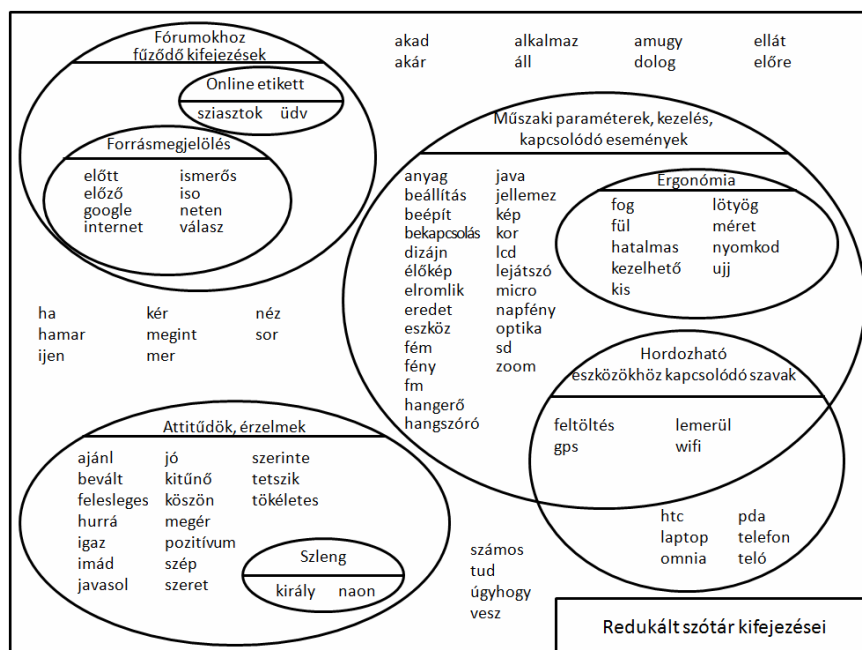 Fórumokhoz
fűződő kifejezések
Online etikett
sziasztok üdv
Forrásmegjelölés
előtt ismerős
előző iso
google neten
internet válasz
akad alkalmaz amugy ellát
akár áll dolog előre
Műszaki paraméterek, kezelés,
kapcsolódó események
anyag java
beállítás jellemez
beépít kép
bekapcsolás kor
dizájn lcd
élőkép lejátszó
elromlik micro
eredet napfény
eszköz optika
fém sd
fény zoom
fm
hangerő
hangszóró
Ergonómia
fog lötyög
fül méret
hatalmas nyomkod
kezelhető ujj
kis
ha kér néz
hamar megint sor
ijen mer
Hordozható
eszközökhöz kapcsolódó szavak
feltöltés lemerül
gps wifi
htc pda
laptop telefon
omnia teló
Attitűdök, érzelmek
ajánl jó szerinte
bevált kitűnő tetszik
felesleges köszön tökéletes
hurrá megér
igaz pozitívum
imád szép
javasol szeret
Szleng
király naon
számos
tud
úgyhogy
vesz
Redukált szótár kifejezései